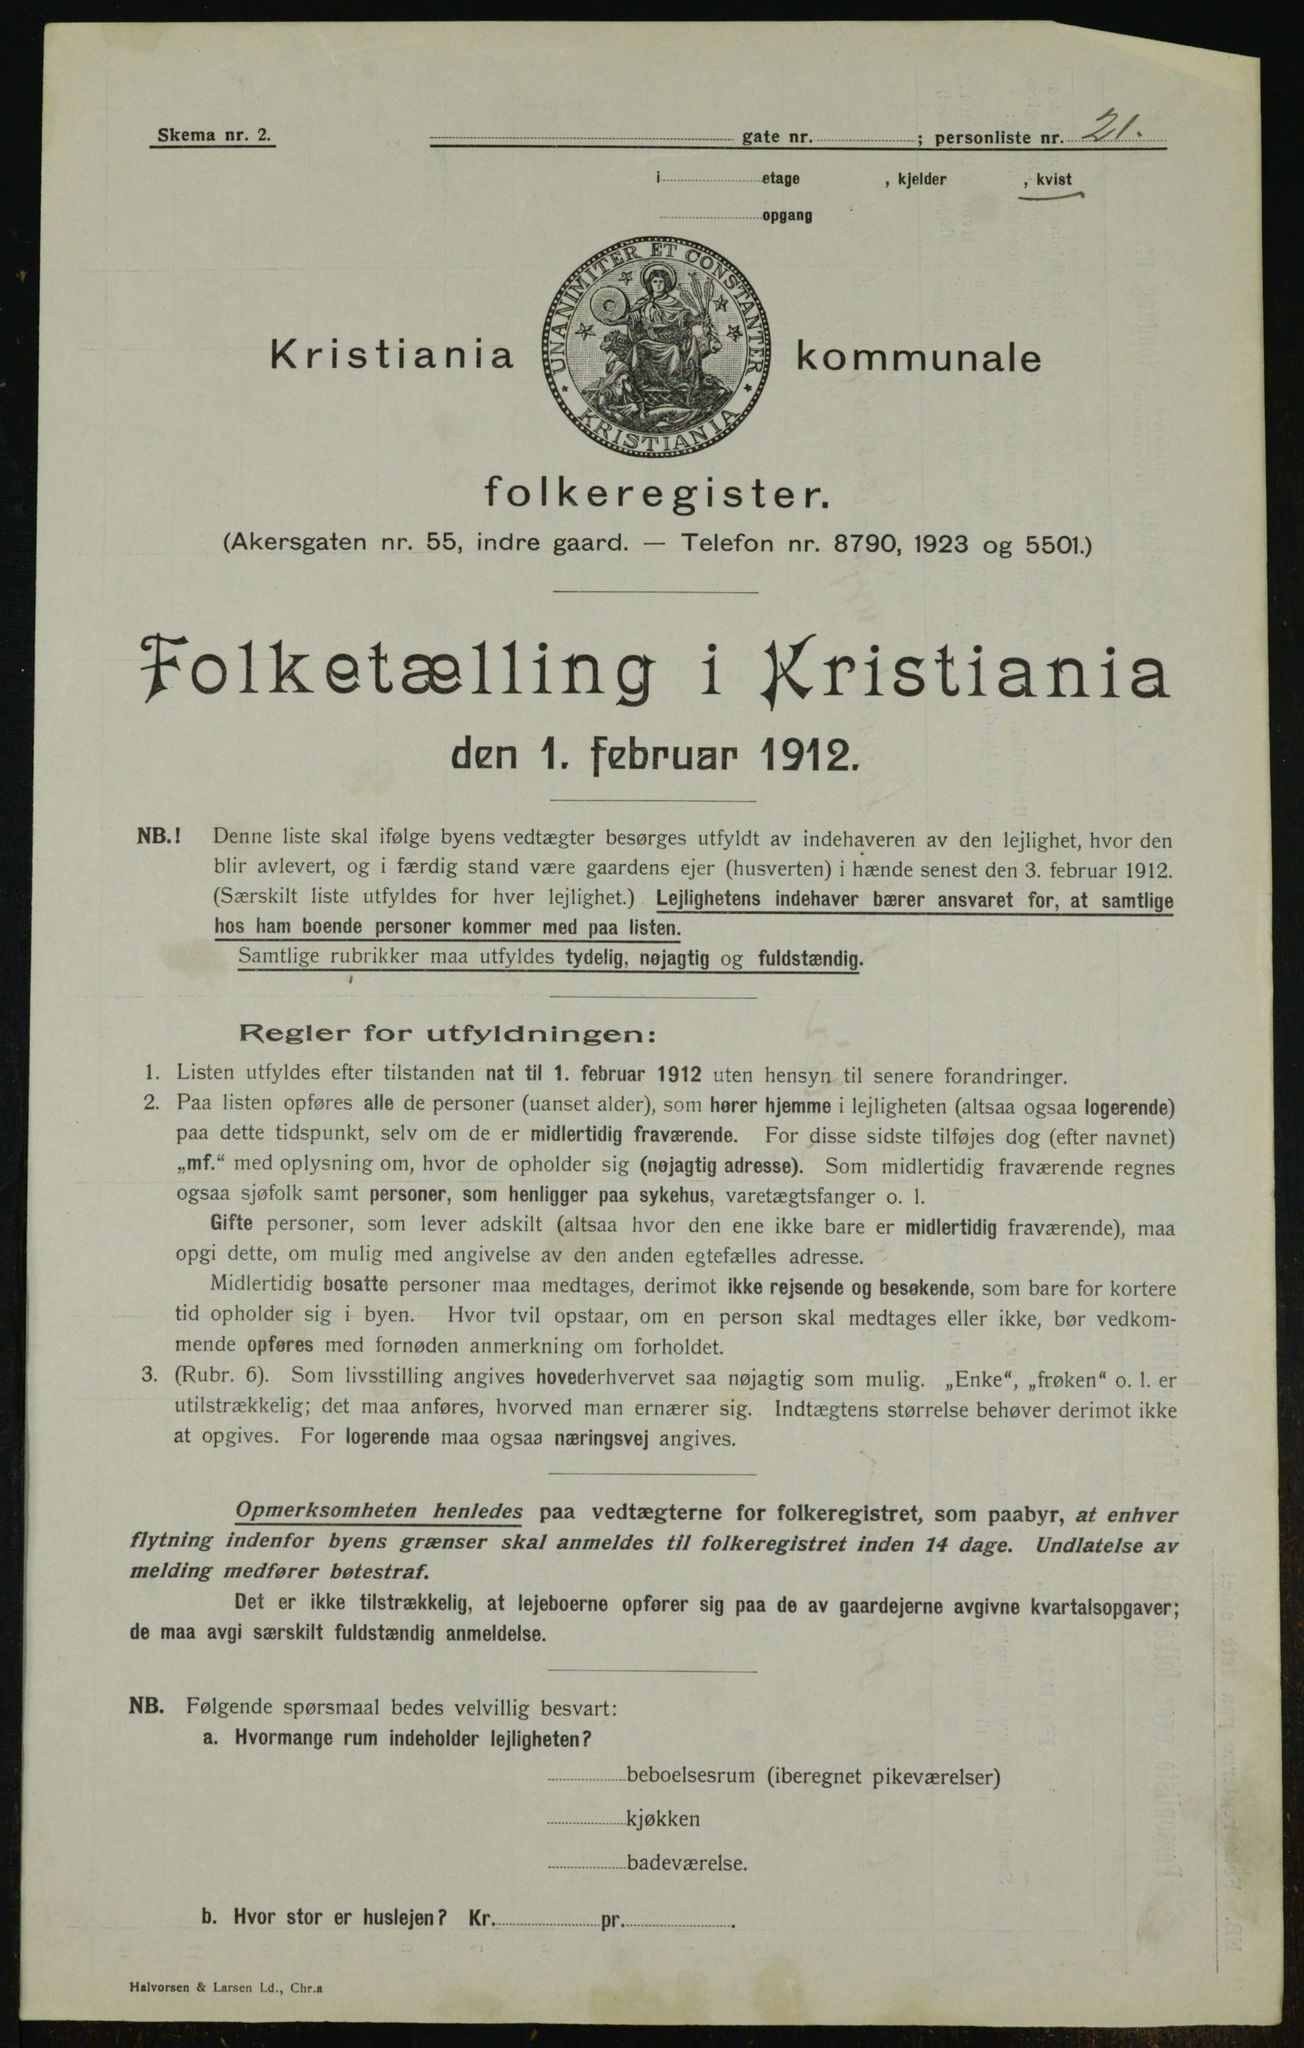 Skema nr. 2. gate nr. ; personliste nr. 21.
i etage , kjelder , kvist
opgang
UNANIMITER ET CONSTANTER
KRISTIANIA
Kristiania kommunale
folkeregister.
(Akersgaten nr. 55, indre gaard. — Telefon nr. 8790, 1923 og 5501.)
Folketælling i Kristiania
den 1. februar 1912.
NB.! Denne liste skal ifølge byens vedtægter besørges utfyldt av indehaveren av den lejlighet, hvor den
blir avlevert, og i færdig stand være gaardens ejer (husverten) i hænde senest den 3. februar 1912.
(Særskilt liste utfyldes for hver lejlighet.) Lejlighetens indehaver bærer ansvaret for, at samtlige
hos ham boende personer kommer med paa listen.
Samtlige rubrikker maa utfyldes tydelig, nøjagtig og fuldstændig.
Regler for utfyldningen:
1. Listen utfyldes efter tilstanden nat til 1. februar 1912 uten hensyn til senere forandringer.
2. Paa listen opføres alle de personer (uanset alder), som hører hjemme i lejligheten (altsaa ogsaa logerende)
paa dette tidspunkt, selv om de er midlertidig fraværende. For disse sidste tilføjes dog (efter navnet)
„mf.“ med oplysning om, hvor de opholder sig (nøjagtig adresse). Som midlertidig fraværende regnes
ogsaa sjøfolk samt personer, som henligger paa sykehus, varetægtsfanger o. l.
Gifte personer, som lever adskilt (altsaa hvor den ene ikke bare er midlertidig fraværende), maa
opgi dette, om mulig med angivelse av den anden egtefælles adresse.
Midlertidig bosatte personer maa medtages, derimot ikke rejsende og besøkende, som bare for kortere
tid opholder sig i byen. Hvor tvil opstaar, om en person skal medtages eller ikke, bør vedkom-
mende opføres med fornøden anmerkning om forholdet.
3. (Rubr. 6). Som livsstilling angives hovederhvervet saa nøjagtig som mulig. „Enke“, „frøken“ o. l. er
utilstrækkelig; det maa anføres, hvorved man ernærer sig. Indtægtens størrelse behøver derimot ikke
at opgives. For logerende maa ogsaa næringsvej angives.
Opmerksomheten henledes paa vedtægterne for folkeregistret, som paabyr, at enhver
flytning indenfor byens grænser skal anmeldes til folkeregistret inden 14 dage. Undlatelse av
melding medfører bøtestraf.
Det er ikke tilstrækkelig, at lejeboerne opfører sig paa de av gaardejerne avgivne kvartalsopgaver;
de maa avgi særskilt fuldstændig anmeldelse.
NB. Følgende spørsmaal bedes velvillig besvart:
a. Hvormange rum indeholder lejligheten?
beboelsesrum (iberegnet pikeværelser)
kjøkken
badeværelse.
b. Hvor stor er huslejen? Kr. pr. .
Halvorsen & Larsen Ld., Chr.a